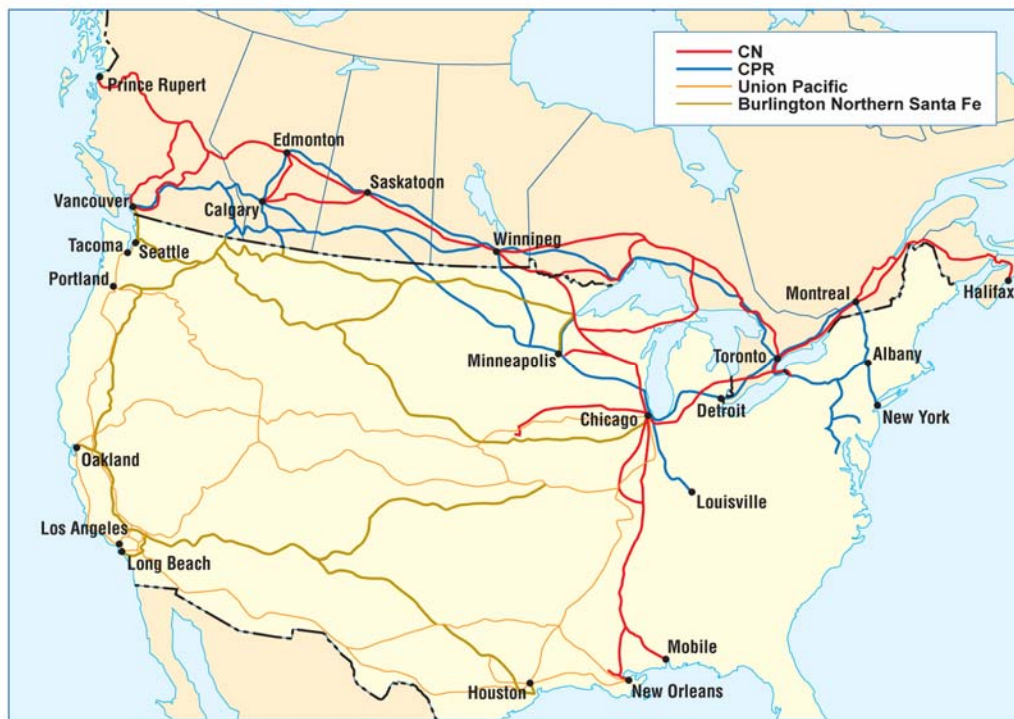 CN
CPR
Union Pacific
Burlington Northern Santa Fe
Prince Rupert
Edmonton
Saskatoon
Vancouver
Calgary
Winnipeg
Tacoma
Seattle
Portland
Montreal
Halifax
Minneapolis
Toronto
Albany
Detroit
New York
Chicago
Oakland
Louisville
Los Angeles
Long Beach
Mobile
Houston
New Orleans